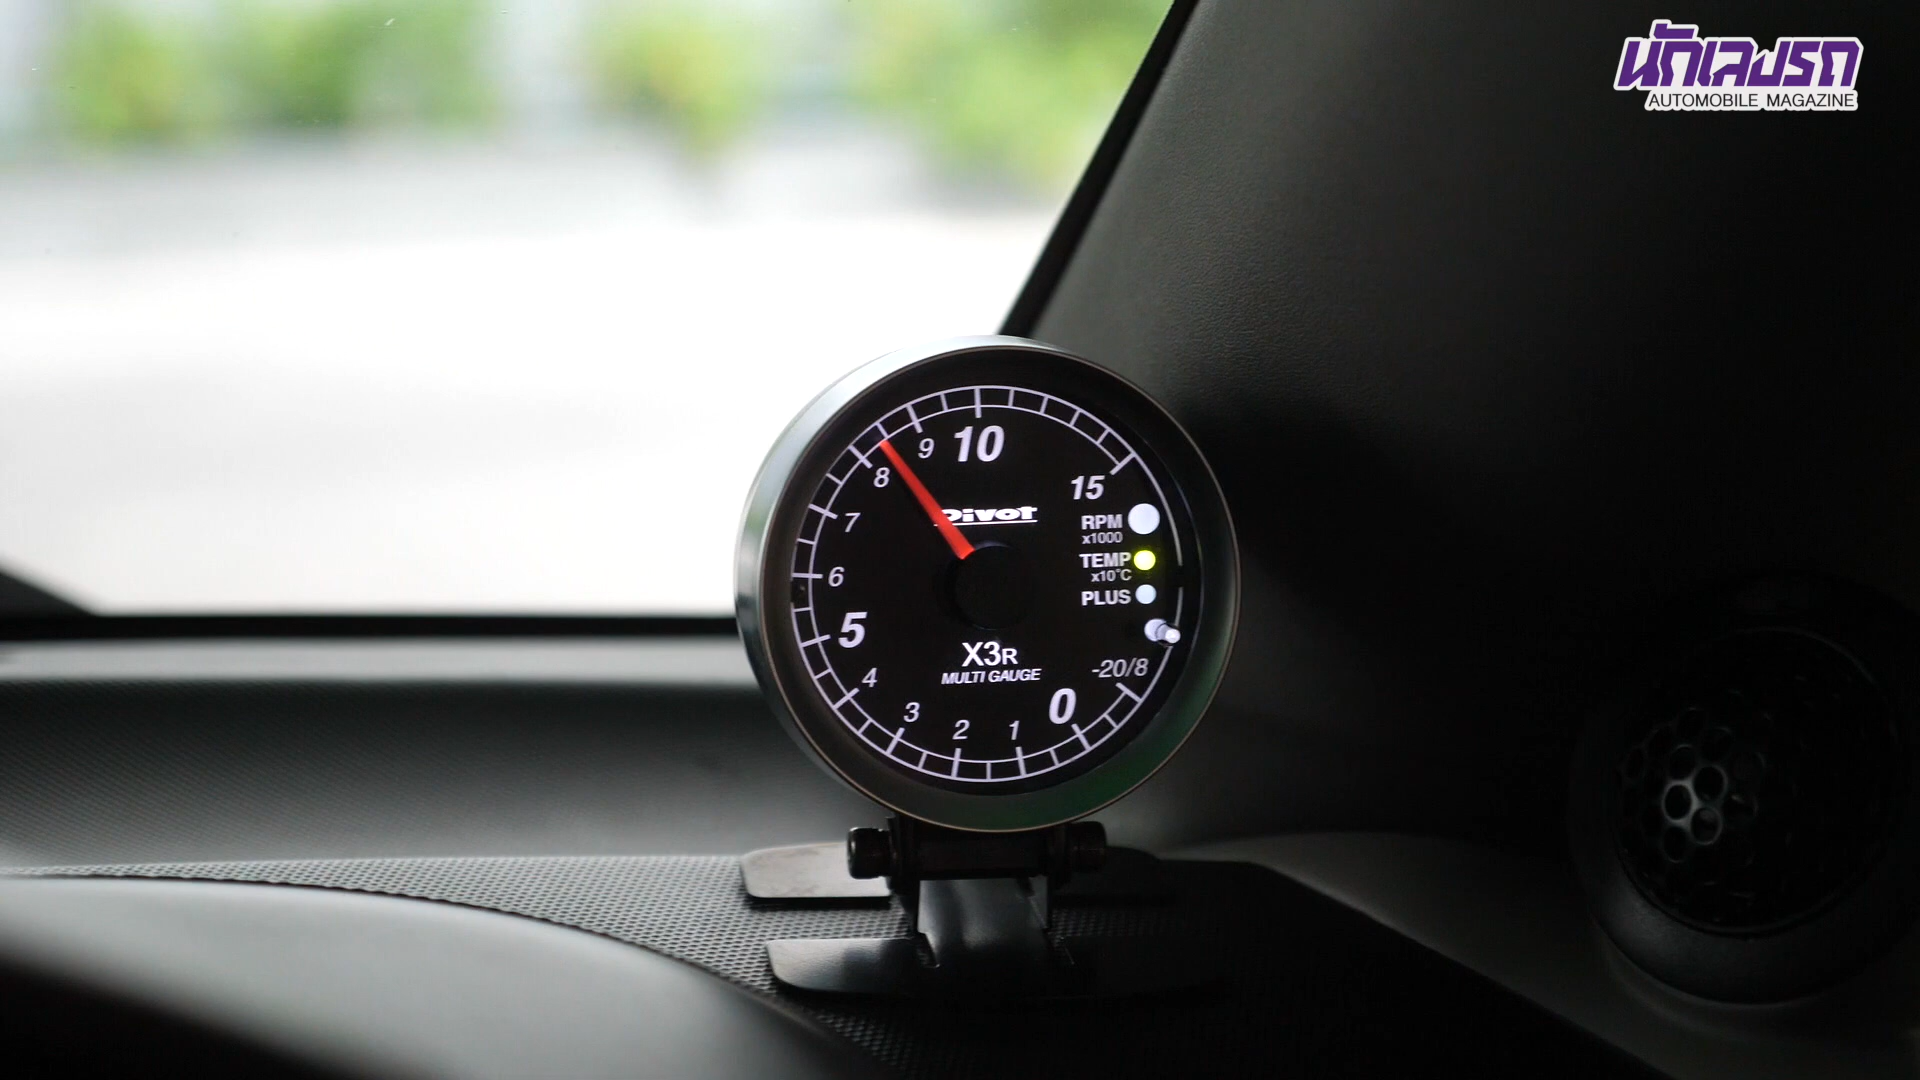 นักเลงรถ
AUTOMOBILE MAGAZINE
9
10
8
15
7
Pivot
RPM
x1000
TEMP
x10°C
PLUS
6
5
X3R
MULTI GAUGE
-20/8
4
3
2
1
0